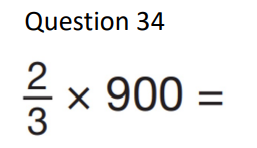 Question 34
2/3 × 900 =